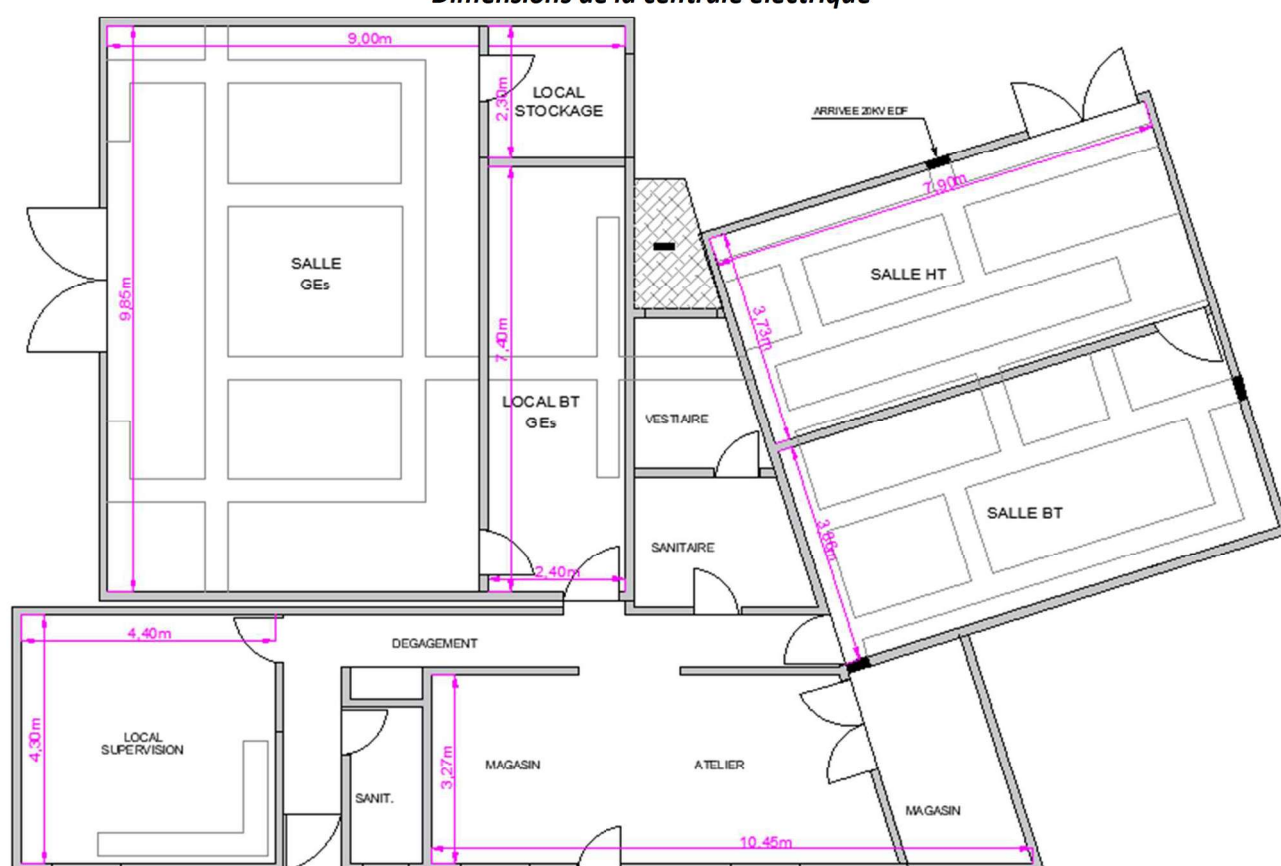 Dimensions de la centrale électrique
9,00m
2,30m
LOCAL
STOCKAGE
ARRIVEE 20KV EDF
7,90m
SALLE
GEs
9,85m
SALLE HT
3,73m
7,40m
LOCAL BT
GEs
VESTIAIRE
SALLE BT
3,86m
SANITAIRE
2,40m
4,40m
DEGAGEMENT
4,30m
LOCAL
SUPERVISION
3,27m
MAGASIN
ATELIER
SANIT.
MAGASIN
10,45m